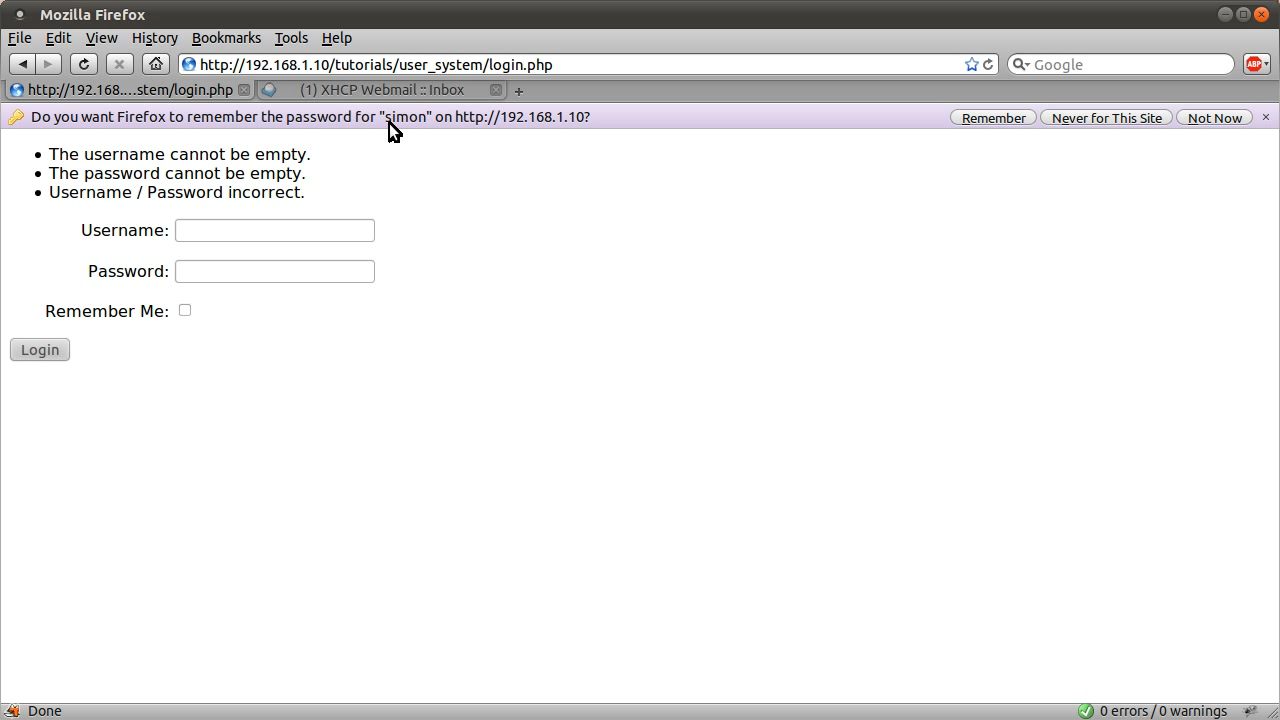 Mozilla Firefox
File Edit View History Bookmarks Tools Help
http://192.168.1.10/tutorials/user_system/login.php
Google
ABP
http://192.168....stem/login.php
(1) XHCP Webmail :: Inbox
+
Do you want Firefox to remember the password for "simon" on http://192.168.1.10?
Remember
Never for This Site
Not Now
×
• The username cannot be empty.
• The password cannot be empty.
• Username / Password incorrect.
Username:
Password:
Remember Me:
Login
Done
0 errors / 0 warnings